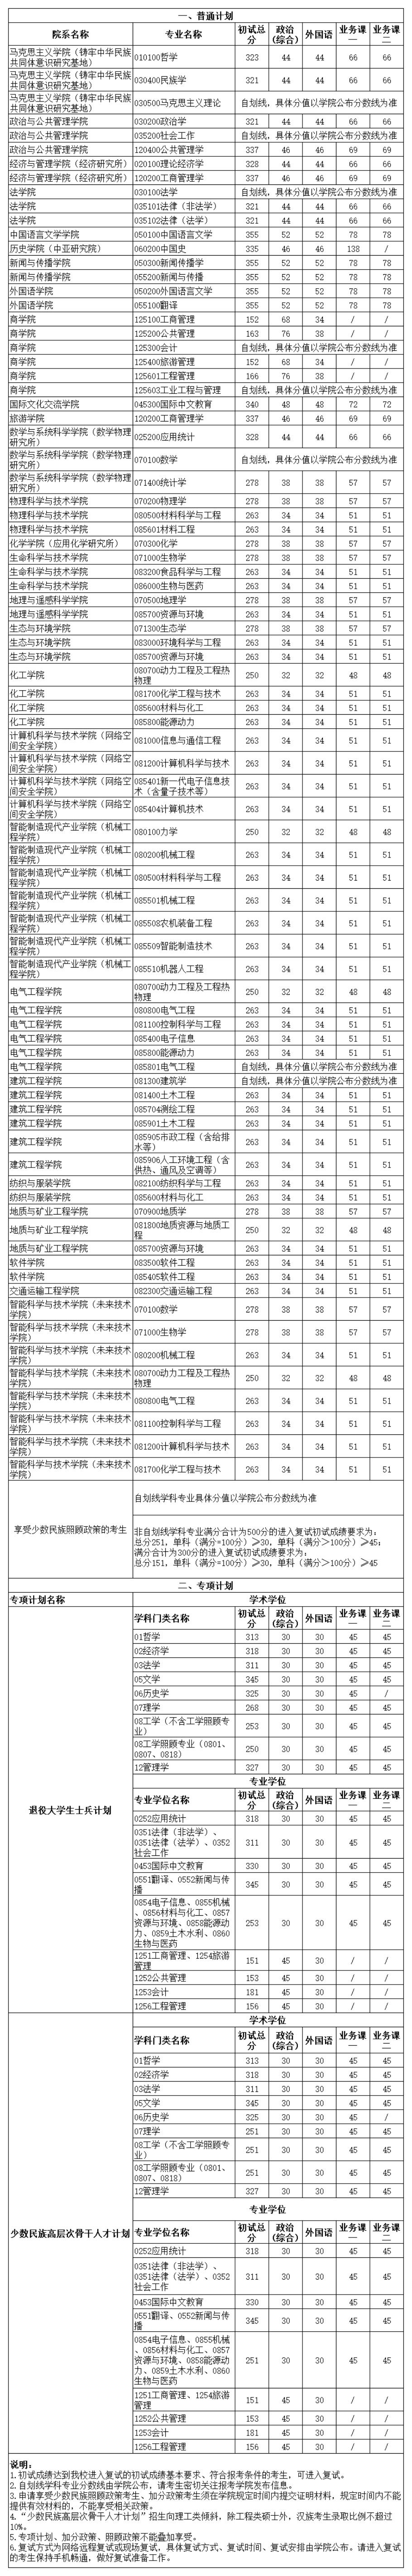 一、普通计划
院系名称 专业名称 初试总分 政治(综合) 外国语 业务课一 业务课二
马克思主义学院（铸牢中华民族共同体意识研究基地） 010100哲学 323 44 44 66 66
马克思主义学院（铸牢中华民族共同体意识研究基地） 030400民族学 321 44 44 66 66
马克思主义学院（铸牢中华民族共同体意识研究基地） 030500马克思主义理论 自划线，具体分值以学院公布分数线为准
政治与公共管理学院 030200政治学 321 44 44 66 66
政治与公共管理学院 035200社会工作 自划线，具体分值以学院公布分数线为准
政治与公共管理学院 120400公共管理学 337 46 46 69 69
经济与管理学院（经济研究所） 020100理论经济学 328 44 44 66 66
经济与管理学院（经济研究所） 120200工商管理学 337 46 46 69 69
法学院 030100法学 自划线，具体分值以学院公布分数线为准
法学院 035101法律（非法学） 321 44 44 66 66
法学院 035102法律（法学） 321 44 44 66 66
中国语言文学学院 050100中国语言文学 355 52 52 78 78
历史学院（中亚研究院） 060200中国史 335 46 46 138 /
新闻与传播学院 050300新闻传播学 355 52 52 78 78
新闻与传播学院 055200新闻与传播 355 52 52 78 78
外国语学院 050200外国语言文学 355 52 52 78 78
外国语学院 055100翻译 355 52 52 78 78
商学院 125100工商管理 152 68 34 / /
商学院 125200公共管理 163 76 38 / /
商学院 125300会计 自划线，具体分值以学院公布分数线为准
商学院 125400旅游管理 152 68 34 / /
商学院 125601工程管理 166 76 38 / /
商学院 125603工业工程与管理 自划线，具体分值以学院公布分数线为准
国际文化交流学院 045300国际中文教育 340 48 48 72 72
旅游学院 120200工商管理学 337 46 46 69 69
数学与系统科学学院（数学物理研究所） 025200应用统计 328 44 44 66 66
数学与系统科学学院（数学物理研究所） 070100数学 自划线，具体分值以学院公布分数线为准
数学与系统科学学院（数学物理研究所） 071400统计学 278 38 38 57 57
物理科学与技术学院 070200物理学 278 38 38 57 57
物理科学与技术学院 080500材料科学与工程 263 34 34 51 51
物理科学与技术学院 085601材料工程 263 34 34 51 51
化学学院（应用化学研究所） 070300化学 278 38 38 57 57
生命科学与技术学院 071000生物学 278 38 38 57 57
生命科学与技术学院 083200食品科学与工程 263 34 34 51 51
生命科学与技术学院 086000生物与医药 263 34 34 51 51
地理与遥感科学学院 070500地理学 278 38 38 57 57
地理与遥感科学学院 085700资源与环境 263 34 34 51 51
生态与环境学院 071300生态学 278 38 38 57 57
生态与环境学院 083000环境科学与工程 263 34 34 51 51
生态与环境学院 085700资源与环境 263 34 34 51 51
化工学院 080700动力工程及工程热物理 250 32 32 48 48
化工学院 081700化学工程与技术 263 34 34 51 51
化工学院 085600材料与化工 263 34 34 51 51
化工学院 085800能源动力 263 34 34 51 51
计算机科学与技术学院（网络空间安全学院） 081000信息与通信工程 263 34 34 51 51
计算机科学与技术学院（网络空间安全学院） 081200计算机科学与技术 263 34 34 51 51
计算机科学与技术学院（网络空间安全学院） 085401新一代电子信息技术（含量子技术等） 263 34 34 51 51
计算机科学与技术学院（网络空间安全学院） 085404计算机技术 263 34 34 51 51
智能制造现代产业学院（机械工程学院） 080100力学 250 32 32 48 48
智能制造现代产业学院（机械工程学院） 080200机械工程 263 34 34 51 51
智能制造现代产业学院（机械工程学院） 080500材料科学与工程 263 34 34 51 51
智能制造现代产业学院（机械工程学院） 085501机械工程 263 34 34 51 51
智能制造现代产业学院（机械工程学院） 085508农机装备工程 263 34 34 51 51
智能制造现代产业学院（机械工程学院） 085509智能制造技术 263 34 34 51 51
智能制造现代产业学院（机械工程学院） 085510机器人工程 263 34 34 51 51
电气工程学院 080700动力工程及工程热物理 250 32 32 48 48
电气工程学院 080800电气工程 263 34 34 51 51
电气工程学院 081100控制科学与工程 263 34 34 51 51
电气工程学院 085400电子信息 263 34 34 51 51
电气工程学院 085800能源动力 263 34 34 51 51
电气工程学院 085801电气工程 自划线，具体分值以学院公布分数线为准
建筑工程学院 081300建筑学 自划线，具体分值以学院公布分数线为准
建筑工程学院 081400土木工程 263 34 34 51 51
建筑工程学院 085704测绘工程 263 34 34 51 51
建筑工程学院 085901土木工程 263 34 34 51 51
建筑工程学院 085905市政工程（含给排水等） 263 34 34 51 51
建筑工程学院 085906人工环境工程（含供热、通风及空调等） 263 34 34 51 51
纺织与服装学院 082100纺织科学与工程 263 34 34 51 51
纺织与服装学院 085600材料与化工 263 34 34 51 51
地质与矿业工程学院 070900地质学 278 38 38 57 57
地质与矿业工程学院 081800地质资源与地质工程 250 32 32 48 48
地质与矿业工程学院 085700资源与环境 263 34 34 51 51
软件学院 083500软件工程 263 34 34 51 51
软件学院 085405软件工程 263 34 34 51 51
交通运输工程学院 082300交通运输工程 263 34 34 51 51
智能科学与技术学院（未来技术学院） 070100数学 278 38 38 57 57
智能科学与技术学院（未来技术学院） 071000生物学 278 38 38 57 57
智能科学与技术学院（未来技术学院） 080200机械工程 263 34 34 51 51
智能科学与技术学院（未来技术学院） 080700动力工程及工程热物理 250 32 32 48 48
智能科学与技术学院（未来技术学院） 080800电气工程 263 34 34 51 51
智能科学与技术学院（未来技术学院） 081100控制科学与工程 263 34 34 51 51
智能科学与技术学院（未来技术学院） 081200计算机科学与技术 263 34 34 51 51
智能科学与技术学院（未来技术学院） 081700化学工程与技术 263 34 34 51 51
享受少数民族照顾政策的考生
自划线学科专业具体分值以学院公布分数线为准
非自划线学科专业满分合计为500分的进入复试初试成绩要求为：
总分251，单科（满分=100分）≥30，单科（满分＞100分）≥45；
满分合计为300分的进入复试初试成绩要求为：
总分151，单科（满分=100分）≥30，单科（满分＞100分）≥45
二、专项计划
专项计划名称 学术学位
退役大学生士兵计划
学科门类名称 初试总分 政治(综合) 外国语 业务课一 业务课二
01哲学 313 30 30 45 45
02经济学 318 30 30 45 45
03法学 311 30 30 45 45
05文学 345 30 30 45 45
06历史学 325 30 30 45 /
07理学 268 30 30 45 45
08工学（不含工学照顾专业） 253 30 30 45 45
08工学照顾专业（0801、0807、0818） 250 30 30 45 45
12管理学 327 30 30 45 45
专业学位
专业学位名称 初试总分 政治(综合) 外国语 业务课一 业务课二
0252应用统计 318 30 30 45 45
0351法律（非法学）、0351法律（法学）、0352社会工作 311 30 30 45 45
0453国际中文教育 330 30 30 45 45
0551翻译、0552新闻与传播 345 30 30 45 45
0854电子信息、0855机械、0856材料与化工、0857资源与环境、0858能源动力、0859土木水利、0860生物与医药 253 30 30 45 45
1251工商管理、1254旅游管理 151 45 30 / /
1252公共管理 153 45 30 / /
1253会计 181 45 30 / /
1256工程管理 156 45 30 / /
少数民族高层次骨干人才计划
学术学位
学科门类名称 初试总分 政治(综合) 外国语 业务课一 业务课二
01哲学 313 30 30 45 45
02经济学 318 30 30 45 45
03法学 311 30 30 45 45
05文学 345 30 30 45 45
06历史学 325 30 30 45 /
07理学 251 30 30 45 45
08工学（不含工学照顾专业） 251 30 30 45 45
08工学照顾专业（0801、0807、0818） 251 30 30 45 45
12管理学 327 30 30 45 45
专业学位
专业学位名称 初试总分 政治(综合) 外国语 业务课一 业务课二
0252应用统计 318 30 30 45 45
0351法律（非法学）、0351法律（法学）、0352社会工作 311 30 30 45 45
0453国际中文教育 330 30 30 45 45
0551翻译、0552新闻与传播 345 30 30 45 45
0854电子信息、0855机械、0856材料与化工、0857资源与环境、0858能源动力、0859土木水利、0860生物与医药 251 30 30 45 45
1251工商管理、1254旅游管理 151 45 30 / /
1252公共管理 153 45 30 / /
1253会计 181 45 30 / /
1256工程管理 156 45 30 / /
说明：
1.初试成绩达到我校进入复试的初试成绩基本要求、符合报考条件的考生，可进入复试。
2.自划线学科专业分数线由学院公布，请考生密切关注报考学院发布信息。
3.申请享受少数民族照顾政策考生、加分政策考生须在学院规定时间内提交证明材料，规定时间内不能提供有效材料的，不能享受相关政策。
4.“少数民族高层次骨干人才计划”招生向理工类倾斜，除工程类硕士外，汉族考生录取比例不超过10%。
5.专项计划、加分政策、照顾政策不能叠加享受。
6.复试方式为网络远程复试或现场复试，具体复试方式、复试时间、复试安排由学院公布。请进入复试的考生保持手机畅通，做好复试准备工作。